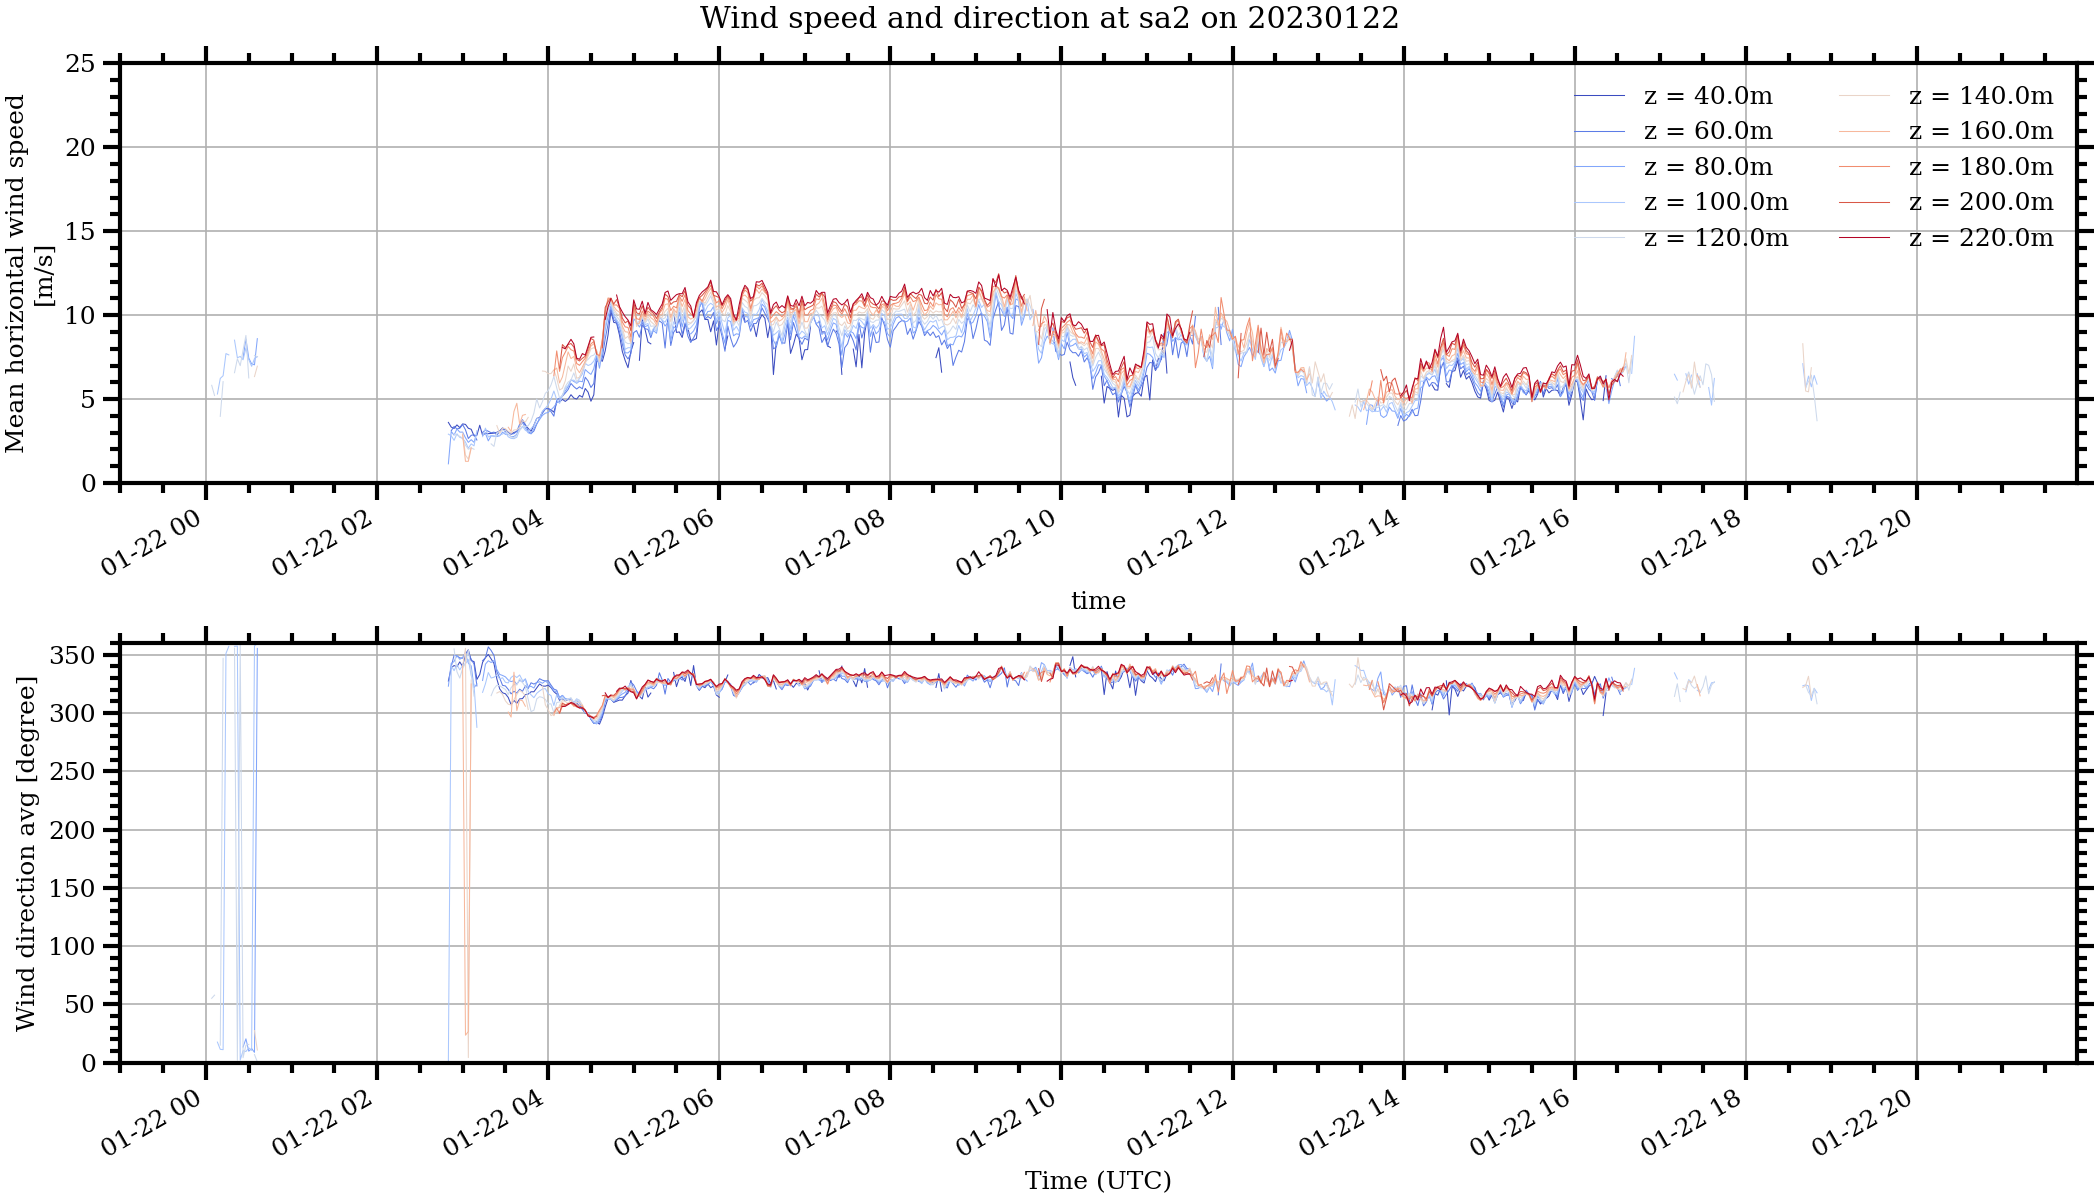 Wind speed and direction at sa2 on 20230122
Mean horizontal wind speed
[m/s]
25
20
15
10
5
0
z = 40.0m
z = 60.0m
z = 80.0m
z = 100.0m
z = 120.0m
z = 140.0m
z = 160.0m
z = 180.0m
z = 200.0m
z = 220.0m
01-22 00
01-22 02
01-22 04
01-22 06
01-22 08
01-22 10
01-22 12
01-22 14
01-22 16
01-22 18
01-22 20
time
Wind direction avg [degree]
350
300
250
200
150
100
50
0
01-22 00
01-22 02
01-22 04
01-22 06
01-22 08
01-22 10
01-22 12
01-22 14
01-22 16
01-22 18
01-22 20
Time (UTC)